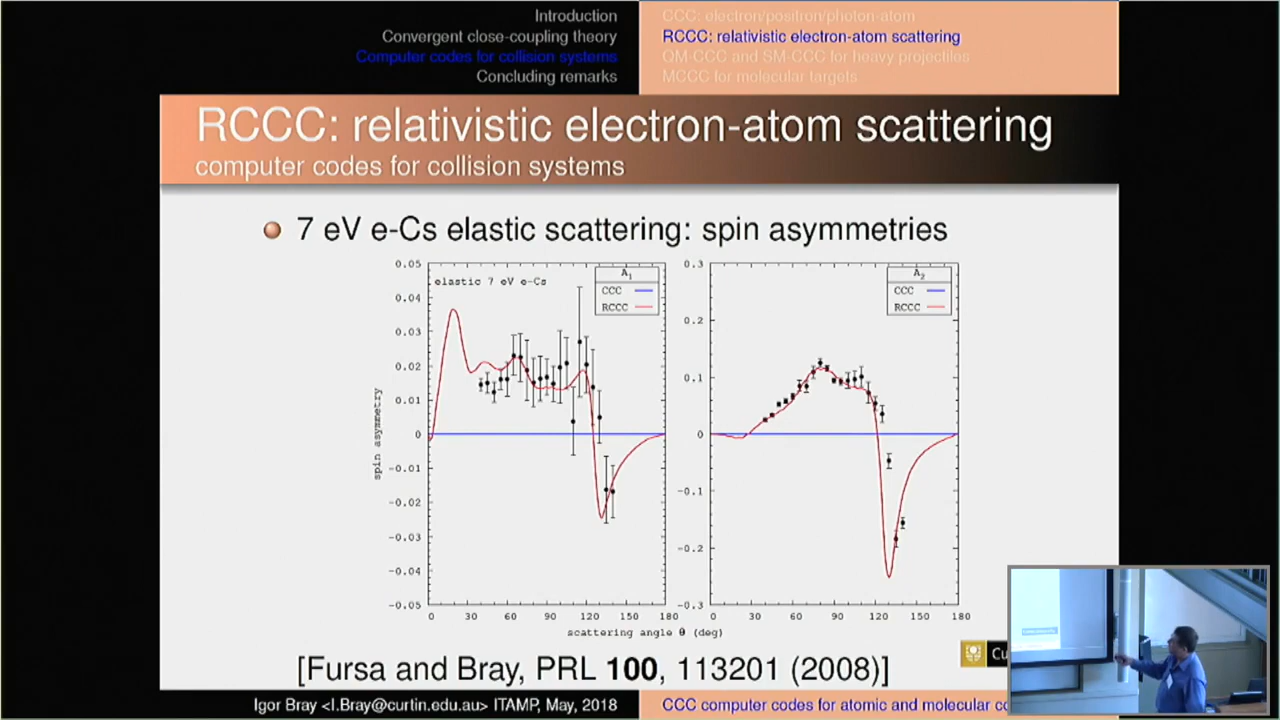 Introduction
Convergent close-coupling theory
Computer codes for collision systems
Concluding remarks
CCC: electron/positron/photon-atom
RCCC: relativistic electron-atom scattering
QM-CCC and SM-CCC for heavy projectiles
MCCC for molecular targets
RCCC: relativistic electron-atom scattering
computer codes for collision systems
7 eV e-Cs elastic scattering: spin asymmetries
elastic 7 eV e-Cs
A1
CCC
RCCC
0.05
0.04
0.03
0.02
0.01
0
-0.01
-0.02
-0.03
-0.04
-0.05
spin asymmetry
0 30 60 90 120 150 180
A2
CCC
RCCC
0.3
0.2
0.1
0
-0.1
-0.2
-0.3
0 30 60 90 120 150 180
scattering angle θ (deg)
[Fursa and Bray, PRL 100, 113201 (2008)]
Cu
Igor Bray <I.Bray@curtin.edu.au> ITAMP, May, 2018
CCC computer codes for atomic and molecular co